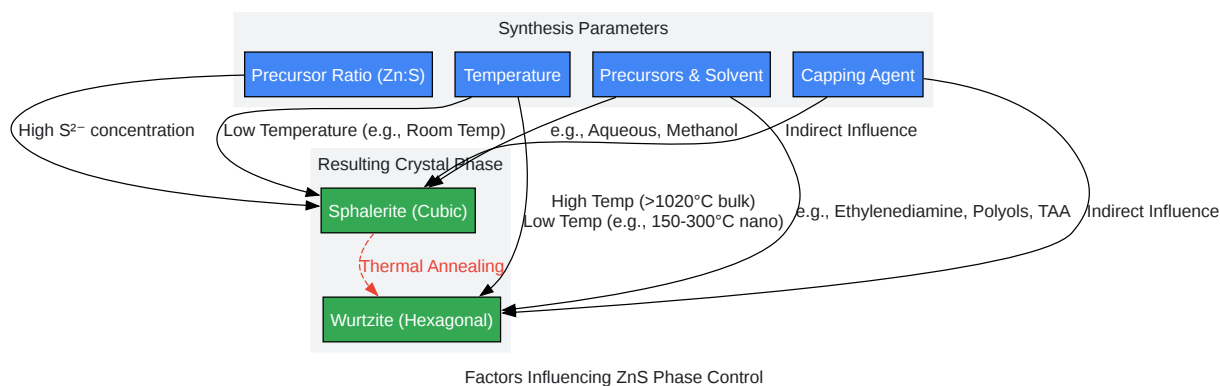 Synthesis Parameters
Precursor Ratio (Zn:S)
Temperature
Precursors & Solvent
Capping Agent
High S²⁻ concentration
Low Temperature (e.g., Room Temp)
e.g., Aqueous, Methanol
Indirect Influence
Resulting Crystal Phase
Sphalerite (Cubic)
High Temp (>1020°C bulk)
Low Temp (e.g., 150-300°C nano)
e.g., Ethylenediamine, Polyols, TAA
Indirect Influence
Thermal Annealing
Wurtzite (Hexagonal)
Factors Influencing ZnS Phase Control